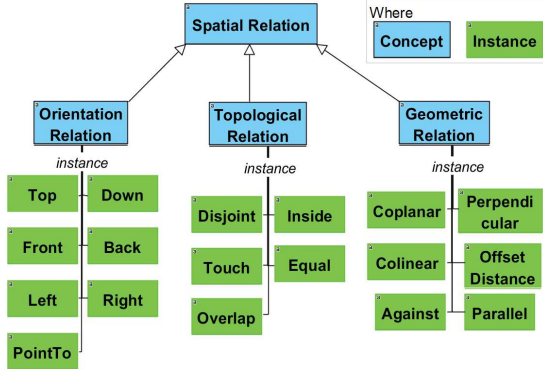 Where
Concept
Instance
Spatial Relation
Orientation
Relation
Topological
Relation
Geometric
Relation
instance
instance
instance
Top
Down
Front
Back
Left
Right
PointTo
Disjoint
Inside
Touch
Equal
Overlap
Coplanar
Perpendi
cular
Colinear
Offset
Distance
Against
Parallel